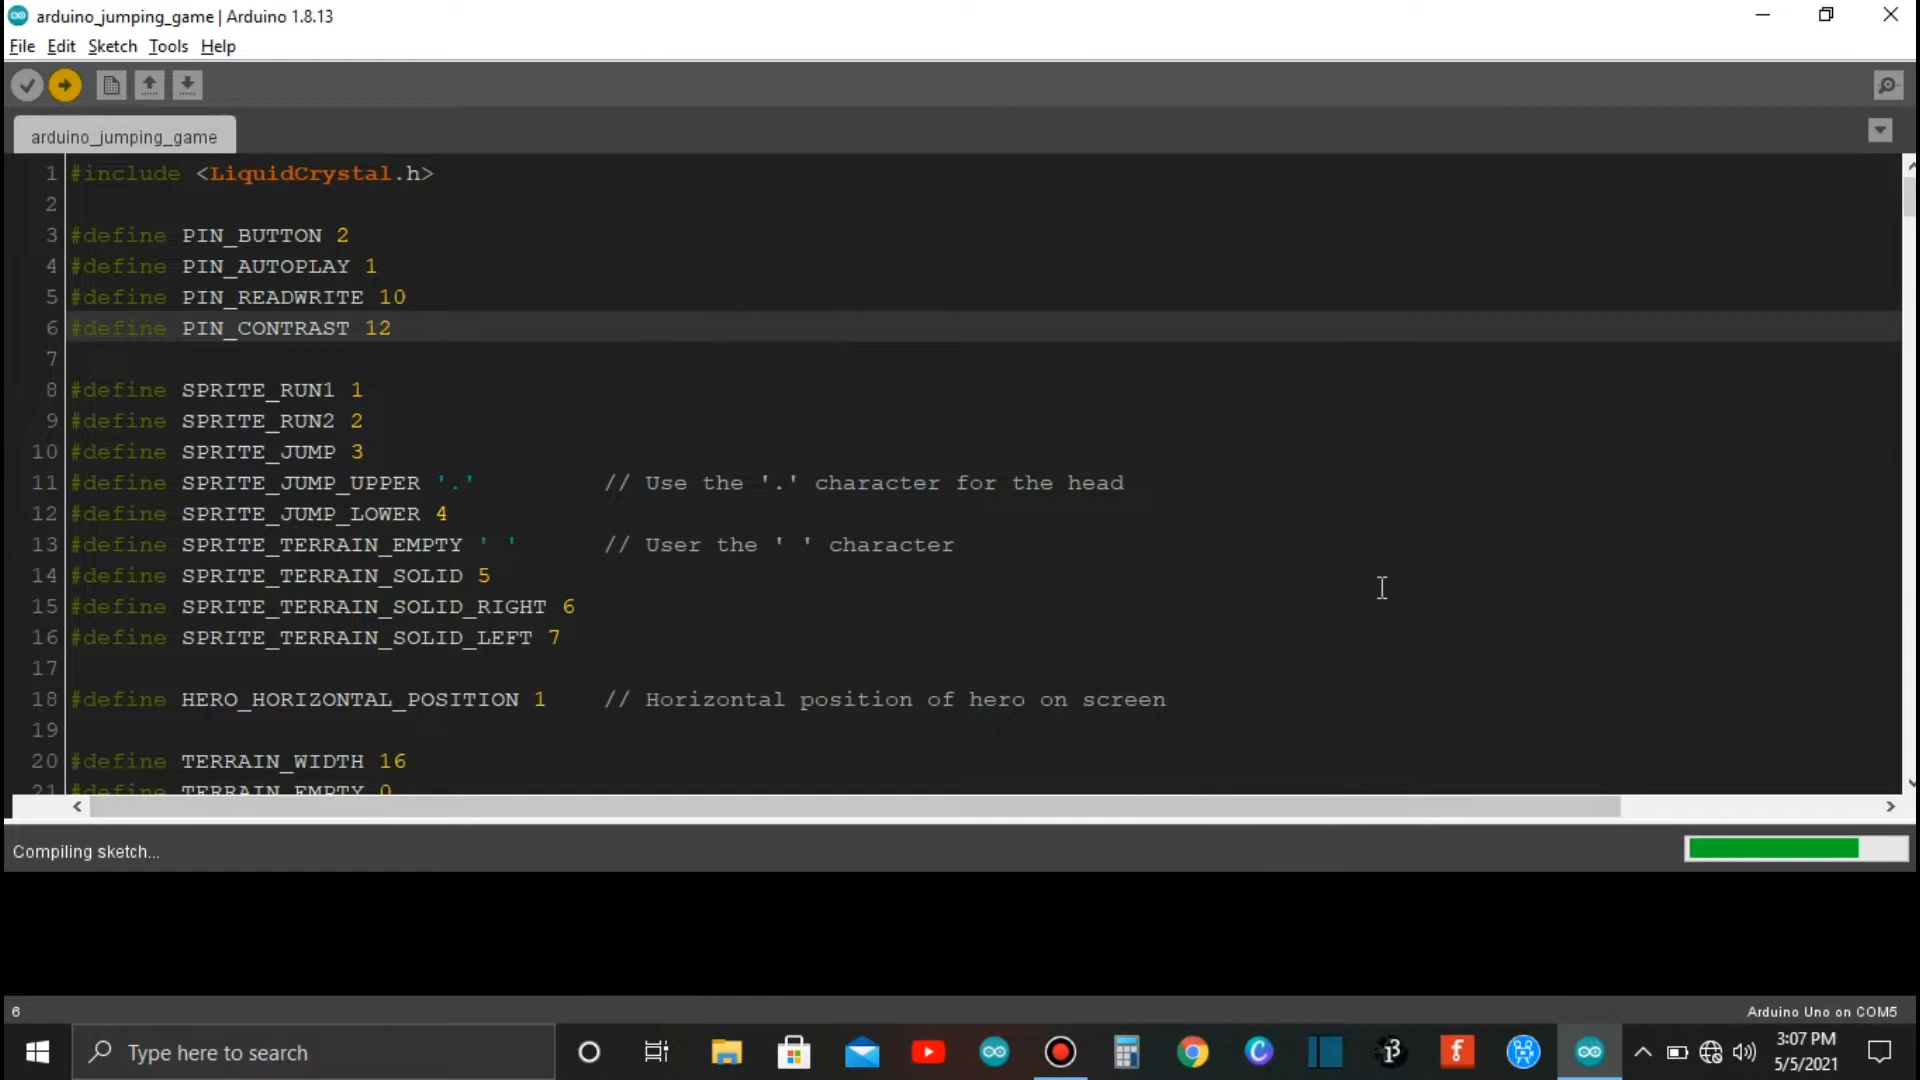 arduino_jumping_game | Arduino 1.8.13
File Edit Sketch Tools Help
arduino_jumping_game
1 #include <LiquidCrystal.h>
2
3 #define PIN_BUTTON 2
4 #define PIN_AUTOPLAY 1
5 #define PIN_READWRITE 10
6 #define PIN_CONTRAST 12
7
8 #define SPRITE_RUN1 1
9 #define SPRITE_RUN2 2
10 #define SPRITE_JUMP 3
11 #define SPRITE_JUMP_UPPER '.' // Use the '.' character for the head
12 #define SPRITE_JUMP_LOWER 4
13 #define SPRITE_TERRAIN_EMPTY ' ' // User the ' ' character
14 #define SPRITE_TERRAIN_SOLID 5
15 #define SPRITE_TERRAIN_SOLID_RIGHT 6
16 #define SPRITE_TERRAIN_SOLID_LEFT 7
17
18 #define HERO_HORIZONTAL_POSITION 1 // Horizontal position of hero on screen
19
20 #define TERRAIN_WIDTH 16
21 #define TERRAIN_EMPTY 0
Compiling sketch...
6 Arduino Uno on COM5
Type here to search
3:07 PM
5/5/2021